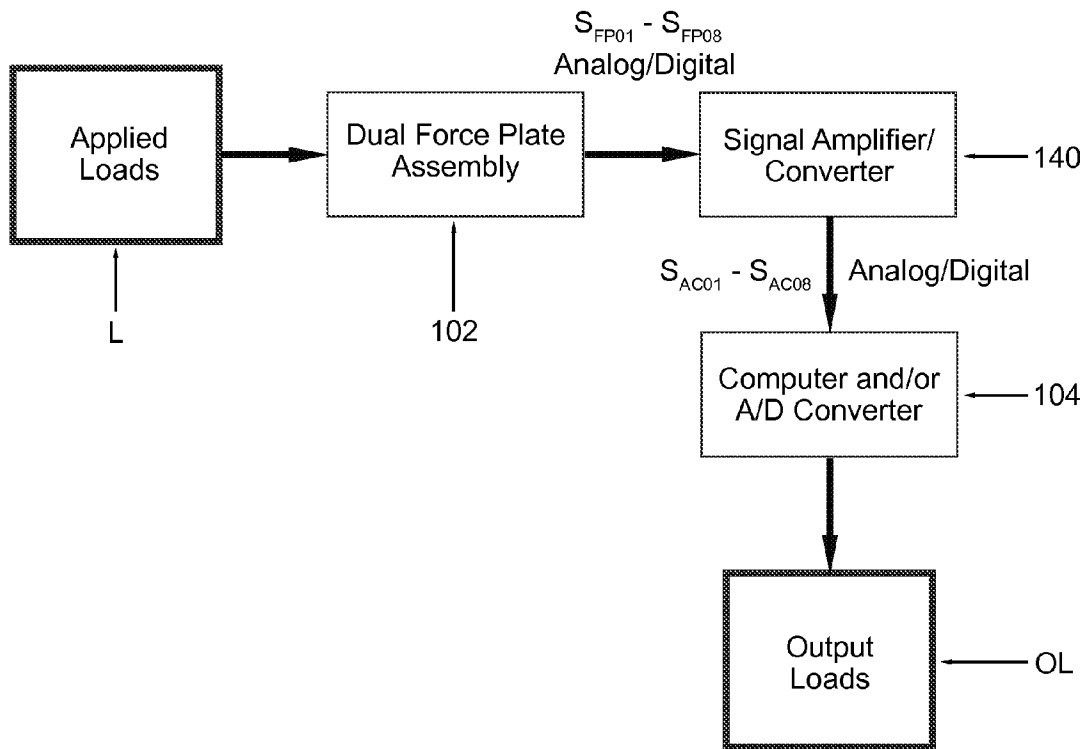 S_FP01 - S_FP08
Analog/Digital
Applied
Loads
Dual Force Plate
Assembly
Signal Amplifier/
Converter
140
L
102
S_AC01 - S_AC08 Analog/Digital
Computer and/or
A/D Converter
104
Output
Loads
OL